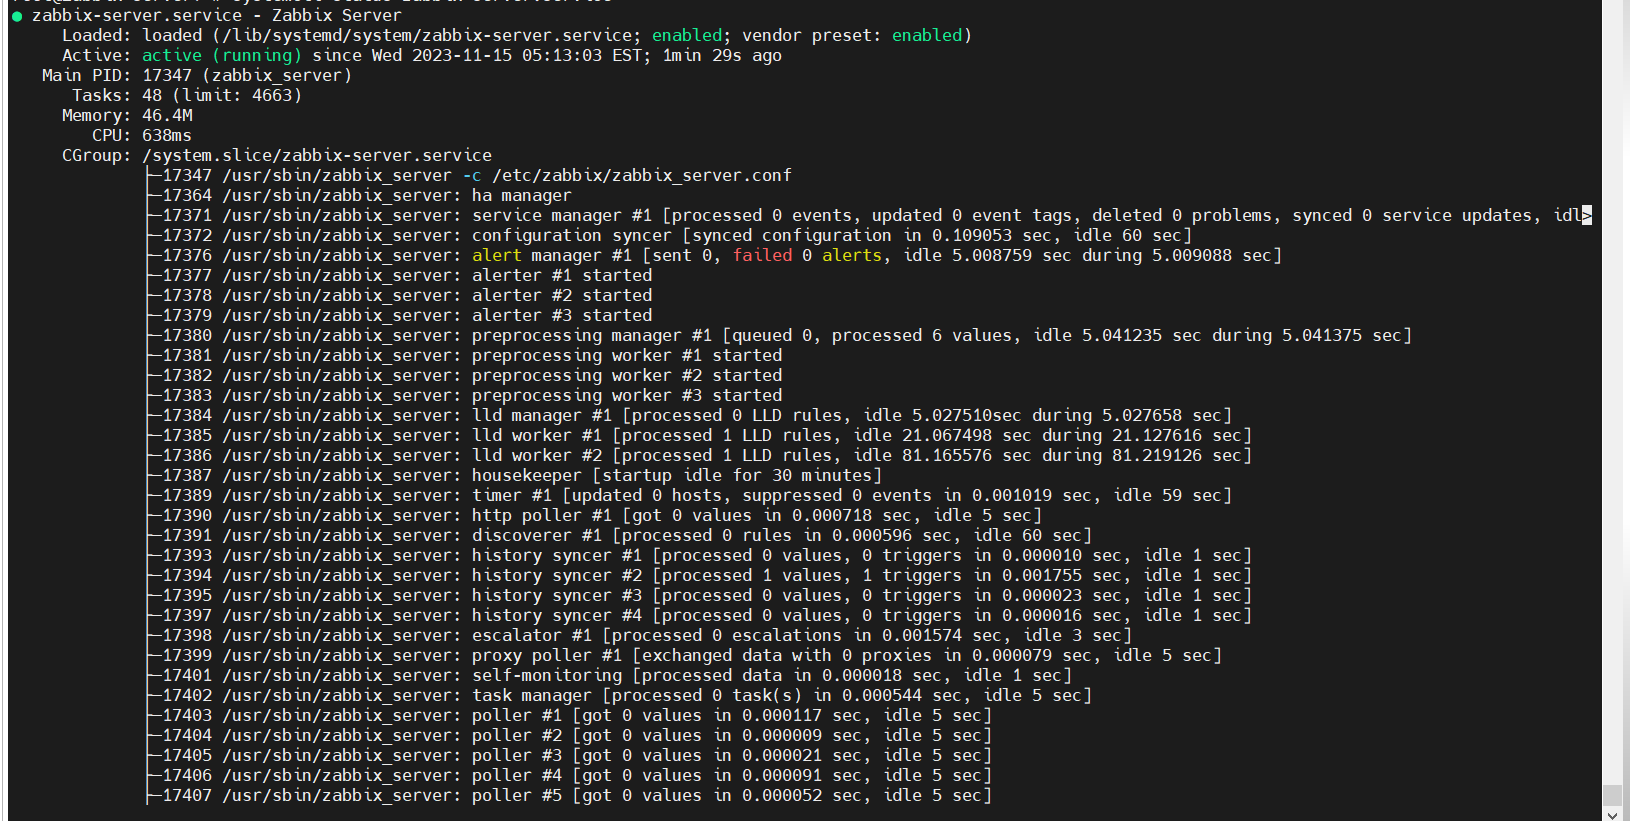 ● zabbix-server.service - Zabbix Server
     Loaded: loaded (/lib/systemd/system/zabbix-server.service; enabled; vendor preset: enabled)
     Active: active (running) since Wed 2023-11-15 05:13:03 EST; 1min 29s ago
   Main PID: 17347 (zabbix_server)
      Tasks: 48 (limit: 4663)
     Memory: 46.4M
        CPU: 638ms
     CGroup: /system.slice/zabbix-server.service
             ├─17347 /usr/sbin/zabbix_server -c /etc/zabbix/zabbix_server.conf
             ├─17364 /usr/sbin/zabbix_server: ha manager
             ├─17371 /usr/sbin/zabbix_server: service manager #1 [processed 0 events, updated 0 event tags, deleted 0 problems, synced 0 service updates, idl>
             ├─17372 /usr/sbin/zabbix_server: configuration syncer [synced configuration in 0.109053 sec, idle 60 sec]
             ├─17376 /usr/sbin/zabbix_server: alert manager #1 [sent 0, failed 0 alerts, idle 5.008759 sec during 5.009088 sec]
             ├─17377 /usr/sbin/zabbix_server: alerter #1 started
             ├─17378 /usr/sbin/zabbix_server: alerter #2 started
             ├─17379 /usr/sbin/zabbix_server: alerter #3 started
             ├─17380 /usr/sbin/zabbix_server: preprocessing manager #1 [queued 0, processed 6 values, idle 5.041235 sec during 5.041375 sec]
             ├─17381 /usr/sbin/zabbix_server: preprocessing worker #1 started
             ├─17382 /usr/sbin/zabbix_server: preprocessing worker #2 started
             ├─17383 /usr/sbin/zabbix_server: preprocessing worker #3 started
             ├─17384 /usr/sbin/zabbix_server: lld manager #1 [processed 0 LLD rules, idle 5.027510sec during 5.027658 sec]
             ├─17385 /usr/sbin/zabbix_server: lld worker #1 [processed 1 LLD rules, idle 21.067498 sec during 21.127616 sec]
             ├─17386 /usr/sbin/zabbix_server: lld worker #2 [processed 1 LLD rules, idle 81.165576 sec during 81.219126 sec]
             ├─17387 /usr/sbin/zabbix_server: housekeeper [startup idle for 30 minutes]
             ├─17389 /usr/sbin/zabbix_server: timer #1 [updated 0 hosts, suppressed 0 events in 0.001019 sec, idle 59 sec]
             ├─17390 /usr/sbin/zabbix_server: http poller #1 [got 0 values in 0.000718 sec, idle 5 sec]
             ├─17391 /usr/sbin/zabbix_server: discoverer #1 [processed 0 rules in 0.000596 sec, idle 60 sec]
             ├─17393 /usr/sbin/zabbix_server: history syncer #1 [processed 0 values, 0 triggers in 0.000010 sec, idle 1 sec]
             ├─17394 /usr/sbin/zabbix_server: history syncer #2 [processed 1 values, 1 triggers in 0.001755 sec, idle 1 sec]
             ├─17395 /usr/sbin/zabbix_server: history syncer #3 [processed 0 values, 0 triggers in 0.000023 sec, idle 1 sec]
             ├─17397 /usr/sbin/zabbix_server: history syncer #4 [processed 0 values, 0 triggers in 0.000016 sec, idle 1 sec]
             ├─17398 /usr/sbin/zabbix_server: escalator #1 [processed 0 escalations in 0.001574 sec, idle 3 sec]
             ├─17399 /usr/sbin/zabbix_server: proxy poller #1 [exchanged data with 0 proxies in 0.000079 sec, idle 5 sec]
             ├─17401 /usr/sbin/zabbix_server: self-monitoring [processed data in 0.000018 sec, idle 1 sec]
             ├─17402 /usr/sbin/zabbix_server: task manager [processed 0 task(s) in 0.000544 sec, idle 5 sec]
             ├─17403 /usr/sbin/zabbix_server: poller #1 [got 0 values in 0.000117 sec, idle 5 sec]
             ├─17404 /usr/sbin/zabbix_server: poller #2 [got 0 values in 0.000009 sec, idle 5 sec]
             ├─17405 /usr/sbin/zabbix_server: poller #3 [got 0 values in 0.000021 sec, idle 5 sec]
             ├─17406 /usr/sbin/zabbix_server: poller #4 [got 0 values in 0.000091 sec, idle 5 sec]
             ├─17407 /usr/sbin/zabbix_server: poller #5 [got 0 values in 0.000052 sec, idle 5 sec]